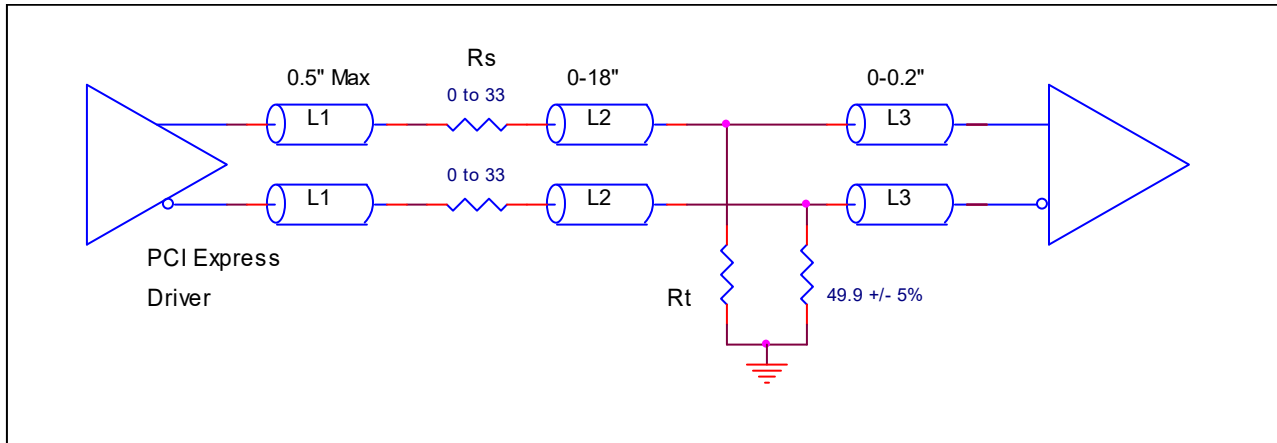 Rs
0.5" Max
0-18"
0-0.2"
0 to 33
L1
L2
L3
0 to 33
L1
L2
L3
PCI Express
Driver
Rt
49.9 +/- 5%